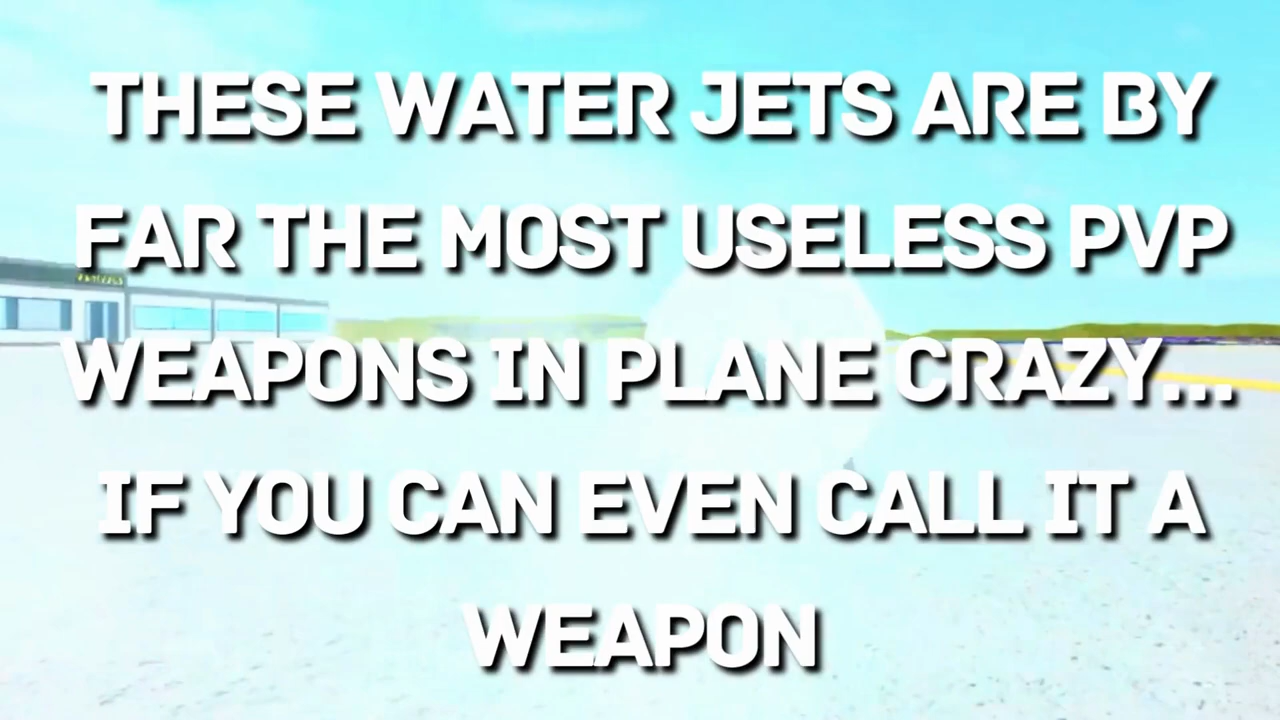 THESE WATER JETS ARE BY
FAR THE MOST USELESS PVP
WEAPONS IN PLANE CRAZY...
IF YOU CAN EVEN CALL IT A
WEAPON